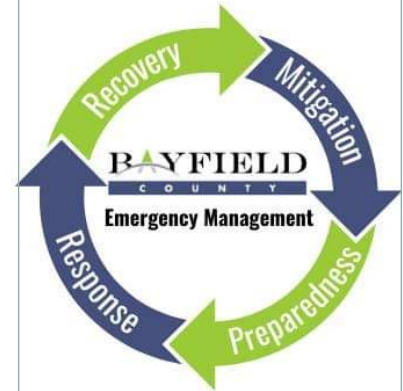 Recovery
Mitigation
BAYFIELD
COUNTY
Emergency Management
Response
Preparedness